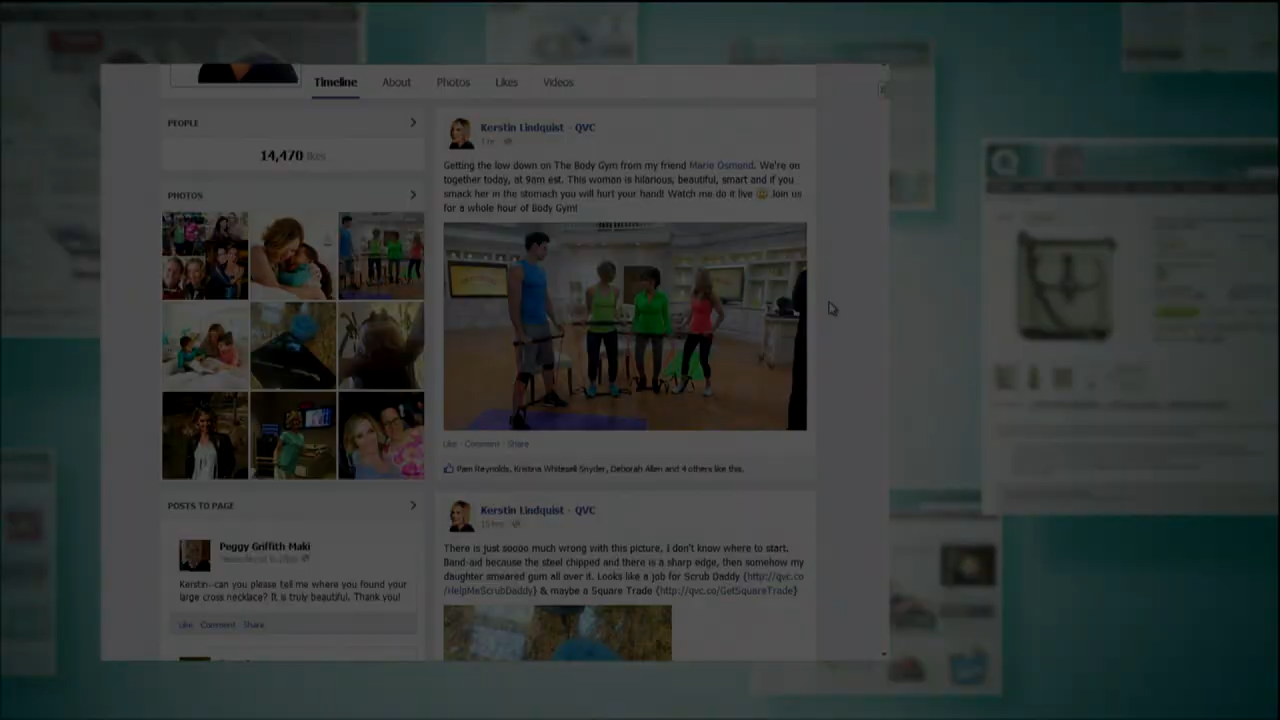 Timeline About Photos Likes Videos
PEOPLE
14,470 likes
PHOTOS
POSTS TO PAGE
Peggy Griffith Maki
Kerstin--can you please tell me where you found your
large cross necklace? It is truly beautiful. Thank you!
Like · Comment · Share
Kerstin Lindquist - QVC
1 hr
Getting the low down on The Body Gym from my friend Marie Osmond. We're on
together today, at 9am est. This woman is hilarious, beautiful, smart and if you
smack her in the stomach you will hurt your hand! Watch me do it live Join us
for a whole hour of Body Gym!
Like · Comment · Share
Pam Reynolds, Kristina Whitesell Snyder, Deborah Allen and 4 others like this.
Kerstin Lindquist - QVC
15 hrs
There is just soooo much wrong with this picture, I don't know where to start.
Band-aid because the steel chipped and there is a sharp edge, then somehow my
daughter smeared gum all over it. Looks like a job for Scrub Daddy {http://qvc.co
/HelpMeScrubDaddy} & maybe a Square Trade {http://qvc.co/GetSquareTrade}